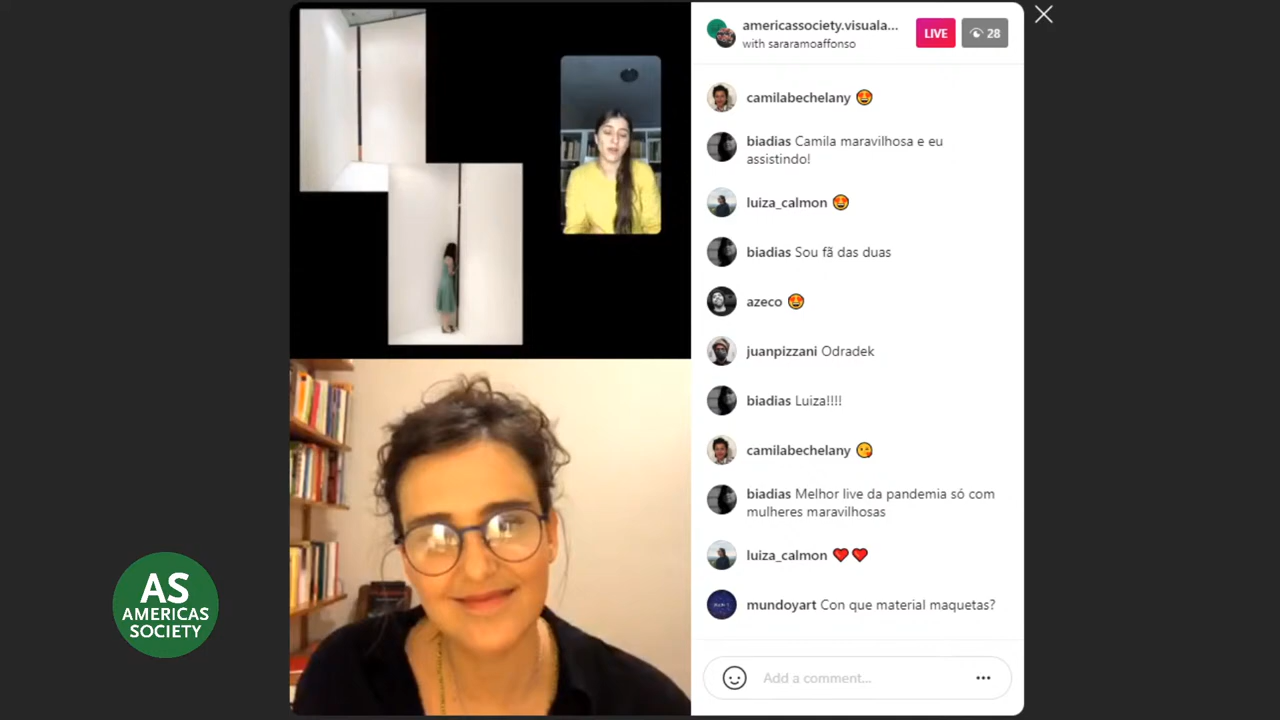 americassociety.visuala...
with sararamoaffonso
LIVE
28
camilabechelany 🤩
biadias Camila maravilhosa e eu
assistindo!
luiza_calmon 🤩
biadias Sou fã das duas
azeco 🤩
juanpizzani Odradek
biadias Luiza!!!!
camilabechelany 😘
biadias Melhor live da pandemia só com
mulheres maravilhosas
luiza_calmon ❤️❤️
mundoyart Con que material maquetas?
Add a comment...
AS
AMERICAS
SOCIETY